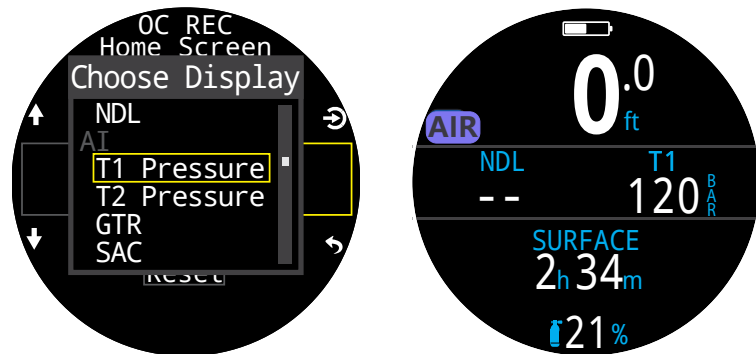 OC REC
Home Screen
Choose Display
NDL
AI
T1 Pressure
T2 Pressure
GTR
SAC
Reset
0.0
ft
AIR
NDL
T1
--
120 BAR
SURFACE
2h 34m
21%